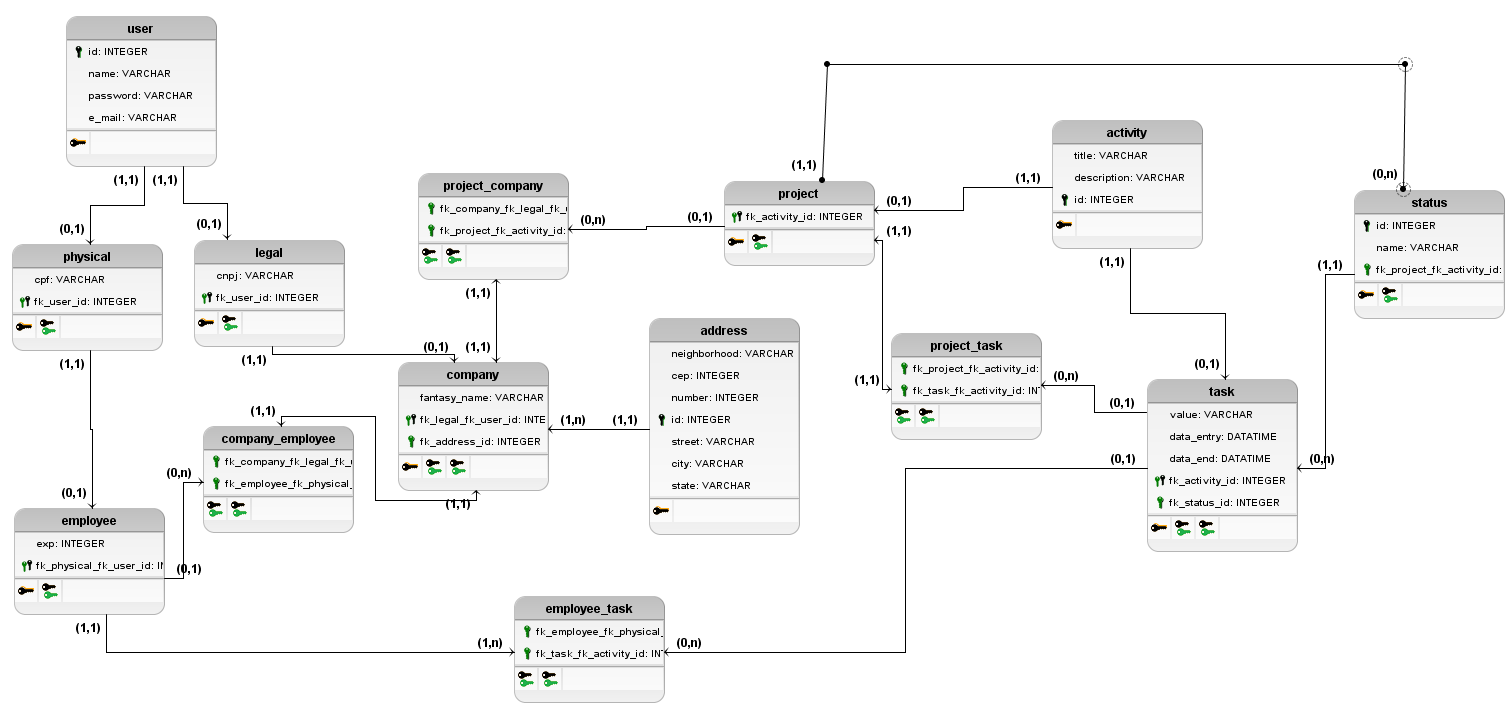 user
id: INTEGER
name: VARCHAR
password: VARCHAR
e_mail: VARCHAR
(1,1)
(1,1)
(0,1)
(0,1)
physical
cpf: VARCHAR
fk_user_id: INTEGER
(1,1)
legal
cnpj: VARCHAR
fk_user_id: INTEGER
(1,1)
(0,1)
project_company
fk_company_fk_legal_fk_
fk_project_fk_activity_id:
(0,n)
(0,1)
(1,1)
(1,1)
company
fantasy_name: VARCHAR
fk_legal_fk_user_id: INTE
fk_address_id: INTEGER
(1,n)
(1,1)
(1,1)
(1,1)
company_employee
fk_company_fk_legal_fk_
fk_employee_fk_physical_
(0,n)
(0,1)
(0,1)
employee
exp: INTEGER
fk_physical_fk_user_id: IN
(1,1)
address
neighborhood: VARCHAR
cep: INTEGER
number: INTEGER
id: INTEGER
street: VARCHAR
city: VARCHAR
state: VARCHAR
project
fk_activity_id: INTEGER
(1,1)
(0,1)
(1,1)
(1,1)
activity
title: VARCHAR
description: VARCHAR
id: INTEGER
(1,1)
(0,n)
status
id: INTEGER
name: VARCHAR
fk_project_fk_activity_id:
(1,1)
project_task
fk_project_fk_activity_id:
fk_task_fk_activity_id: IN
(1,1)
(0,n)
(0,1)
(0,1)
task
value: VARCHAR
data_entry: DATATIME
data_end: DATATIME
fk_activity_id: INTEGER
fk_status_id: INTEGER
(0,n)
(0,1)
employee_task
fk_employee_fk_physical_
fk_task_fk_activity_id: IN
(1,n)
(0,n)